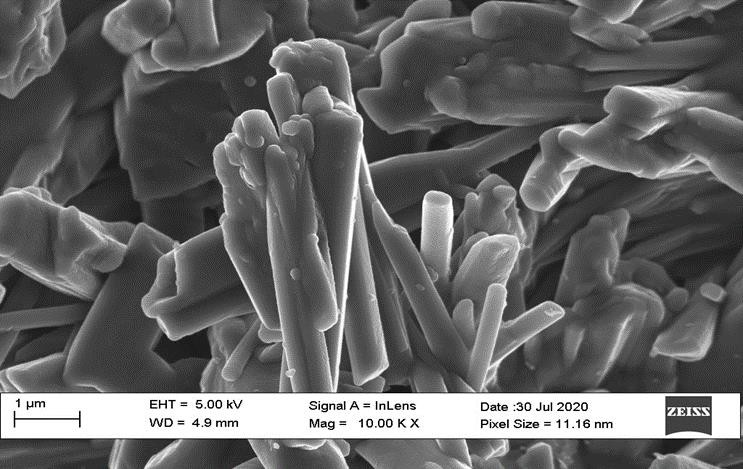 1 µm
EHT = 5.00 kV
WD = 4.9 mm
Signal A = InLens
Mag = 10.00 K X
Date :30 Jul 2020
Pixel Size = 11.16 nm
ZEISS